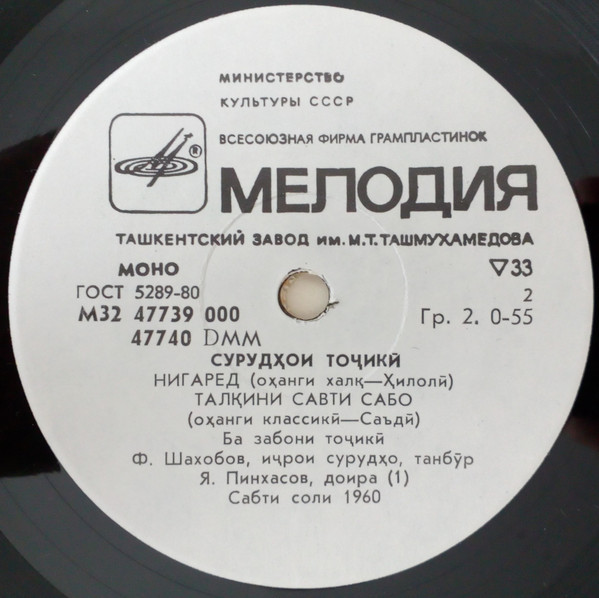 МИНИСТЕРСТВО
КУЛЬТУРЫ СССР
ВСЕСОЮЗНАЯ ФИРМА ГРАМПЛАСТИНОК
®
МЕЛОДИЯ
ТАШКЕНТСКИЙ ЗАВОД ИМ. М.Т. ТАШМУХАМЕДОВА
МОНО ▽33
ГОСТ 5289-80 2
М32 47739 000 Гр. 2. 0-55
47740 DММ
СУРУДҲОИ ТОҶИКӢ
НИГАРЕД (оҳанги халқ—Ҳилолӣ)
ТАЛҚИНИ САВТИ САБО
(оҳанги классикӣ—Саъдӣ)
Ба забони тоҷикӣ
Ф. Шахобов, иҷрои сурудҳо, танбӯр
Я. Пинхасов, доира (1)
Сабти соли 1960